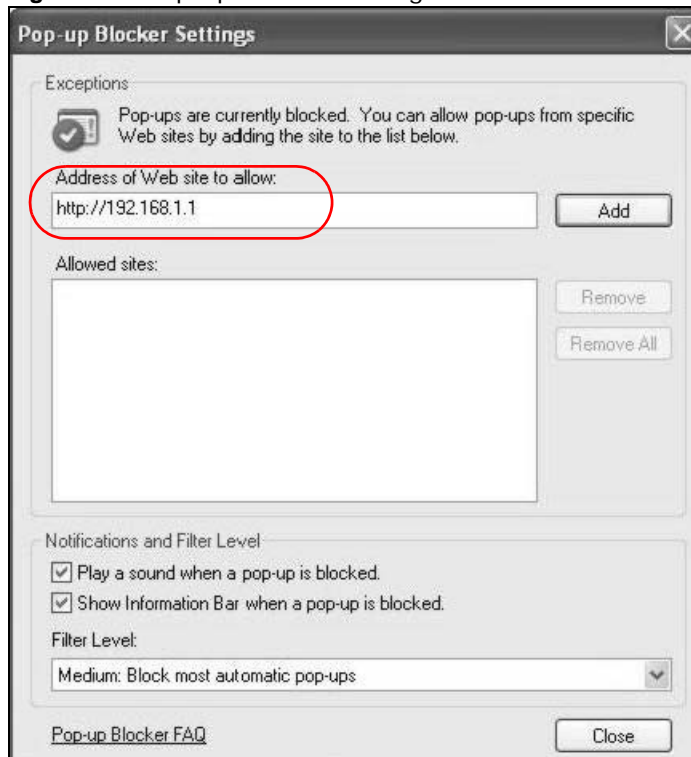 Pop-up Blocker Settings
Exceptions
Pop-ups are currently blocked. You can allow pop-ups from specific
Web sites by adding the site to the list below.
Address of Web site to allow:
http://192.168.1.1
Add
Allowed sites:
Remove
Remove All
Notifications and Filter Level
Play a sound when a pop-up is blocked.
Show Information Bar when a pop-up is blocked.
Filter Level:
Medium: Block most automatic pop-ups
Pop-up Blocker FAQ
Close